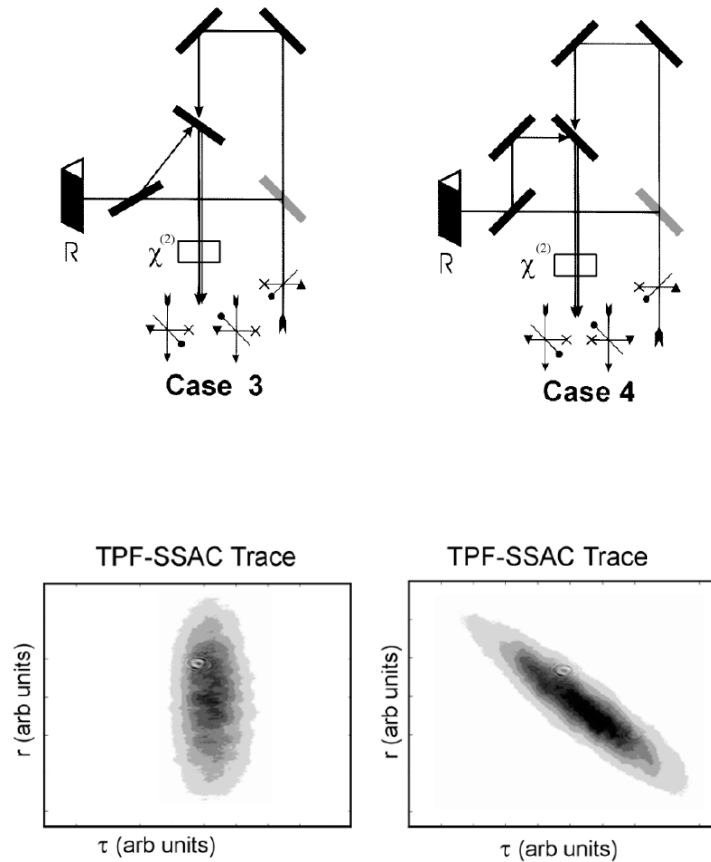 R
χ(2)
Case 3
R
χ(2)
Case 4
TPF-SSAC Trace
r (arb units)
τ (arb units)
TPF-SSAC Trace
r (arb units)
τ (arb units)